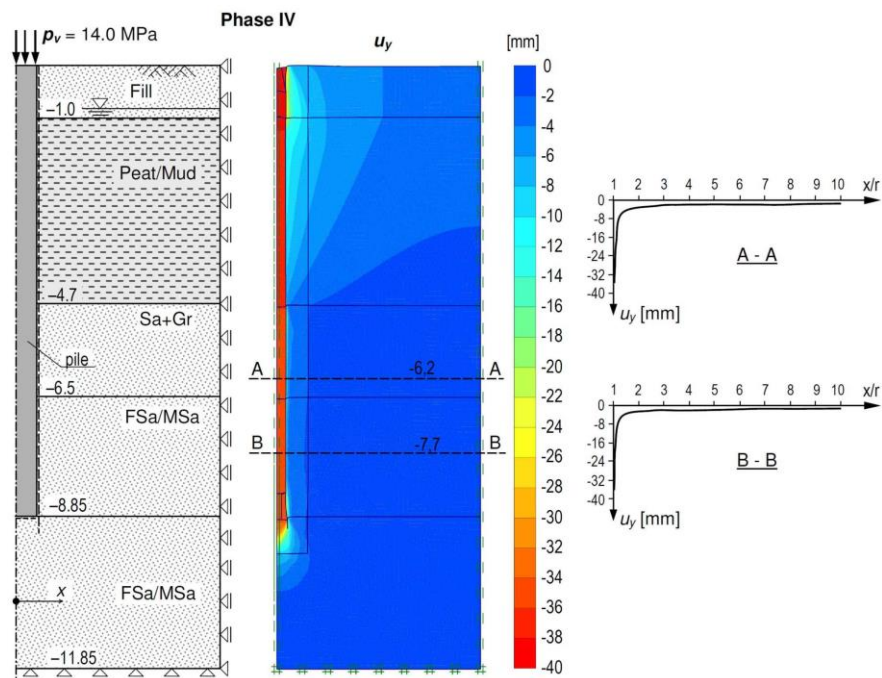 Phase IV
pᵥ = 14.0 MPa
Fill
–1.0
Peat/Mud
–4.7
Sa+Gr
pile
–6.5
FSa/MSa
–8.85
x
FSa/MSa
–11.85
u_y
A -6.2 A
B -7.7 B
[mm]
0
-2
-4
-6
-8
-10
-12
-14
-16
-18
-20
-22
-24
-26
-28
-30
-32
-34
-36
-38
-40
1 2 3 4 5 6 7 8 9 10 x/r
0
-8
-16
-24
-32
-40
A - A
u_y [mm]
1 2 3 4 5 6 7 8 9 10 x/r
0
-8
-16
-24
-32
-40
B - B
u_y [mm]